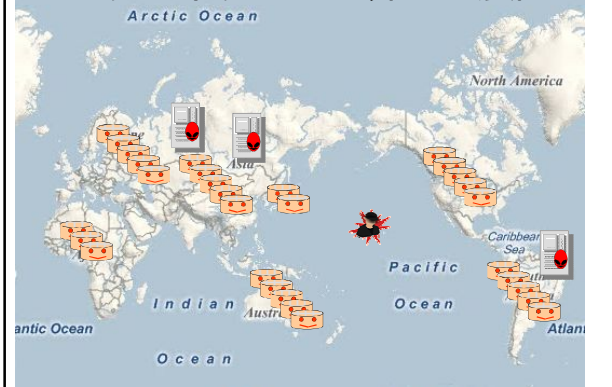 Arctic Ocean
North America
Asia
Caribbean
Sea
Pacific
Indian
Ocean
Austr
antic Ocean
Atlan
Ocean